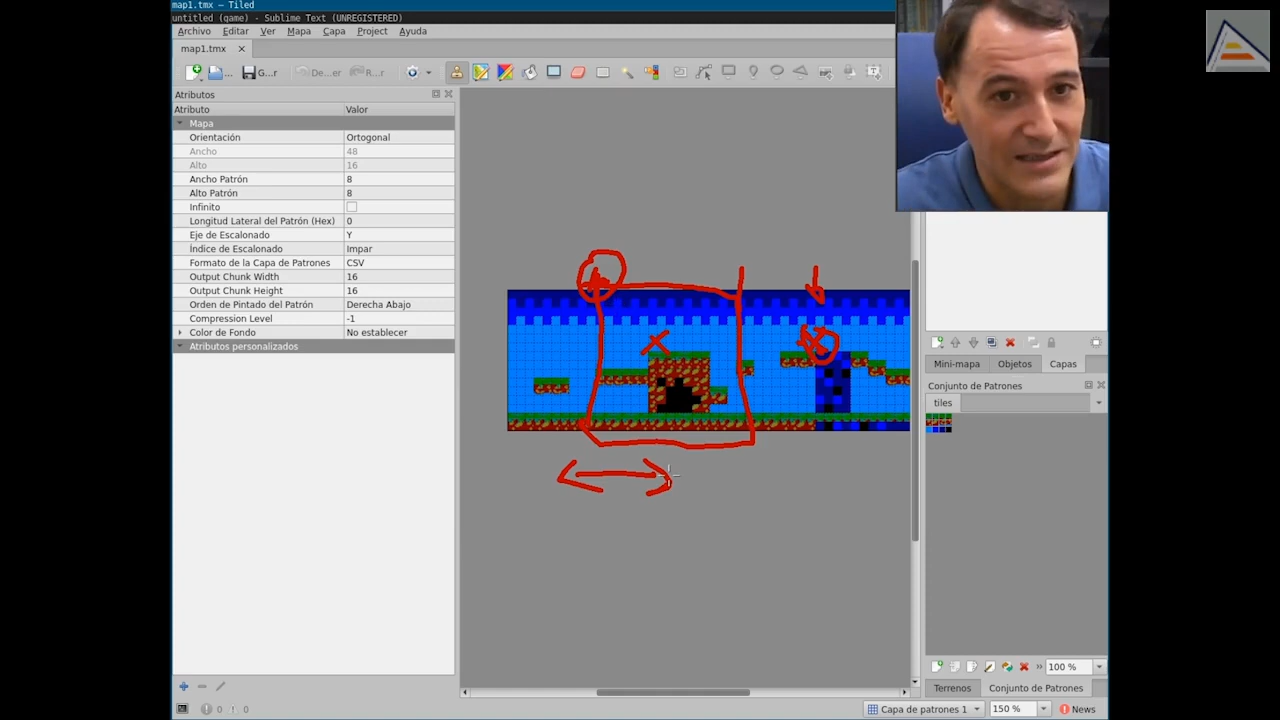 map1.tmx — Tiled
untitled (game) - Sublime Text (UNREGISTERED)
Archivo Editar Ver Mapa Capa Project Ayuda
map1.tmx
G...r De...er R...r
Atributos
Atributo Valor
Mapa
Orientación Ortogonal
Ancho 48
Alto 16
Ancho Patrón 8
Alto Patrón 8
Infinito
Longitud Lateral del Patrón (Hex) 0
Eje de Escalonado Y
Índice de Escalonado Impar
Formato de la Capa de Patrones CSV
Output Chunk Width 16
Output Chunk Height 16
Orden de Pintado del Patrón Derecha Abajo
Compression Level -1
Color de Fondo No establecer
Atributos personalizados
Mini-mapa Objetos Capas
Conjunto de Patrones
tiles
100 %
Terrenos Conjunto de Patrones
0 0 Capa de patrones 1 150 % News